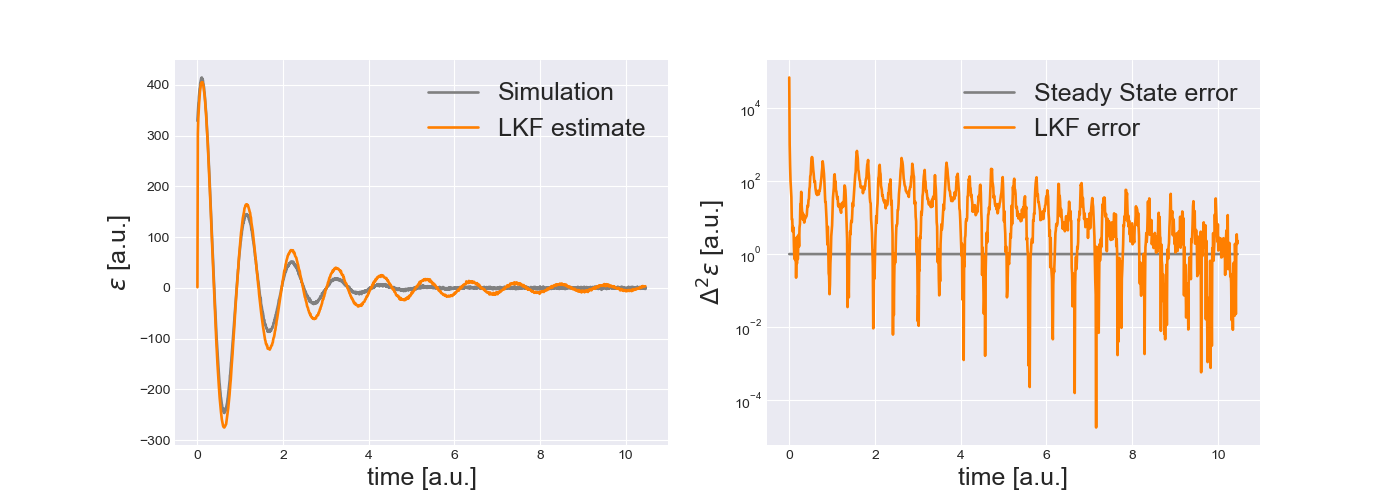 Simulation
LKF estimate
400
300
200
100
0
−100
−200
−300
ε [a.u.]
0 2 4 6 8 10
time [a.u.]
Steady State error
LKF error
10⁴
10²
10⁰
10⁻²
10⁻⁴
Δ²ε [a.u.]
0 2 4 6 8 10
time [a.u.]